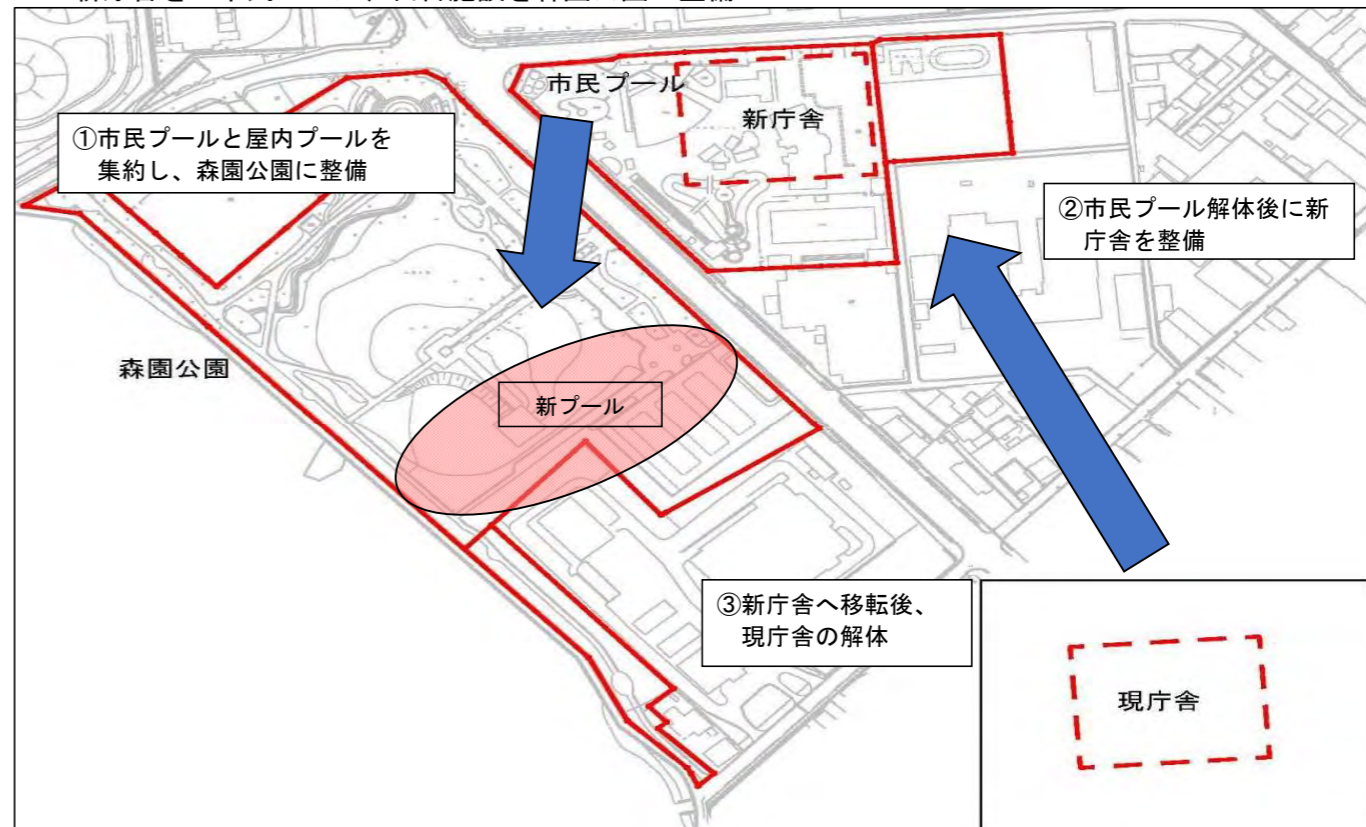 市民プール
新庁舎
①市民プールと屋内プールを
集約し、森園公園に整備
②市民プール解体後に新
庁舎を整備
森園公園
新プール
③新庁舎へ移転後、
現庁舎の解体
現庁舎